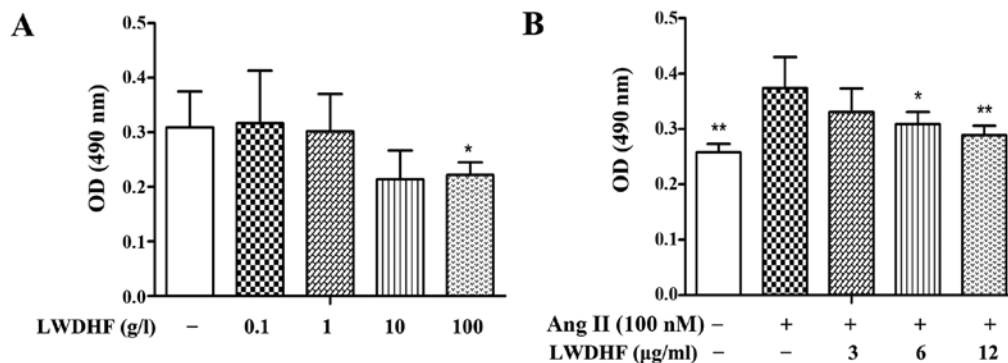 A
OD (490 nm)
0.5
0.4
0.3
0.2
0.1
0.0
*
LWDHF (g/l) – 0.1 1 10 100
B
OD (490 nm)
0.5
0.4
0.3
0.2
0.1
0.0
**
*
**
Ang II (100 nM) – + + + +
LWDHF (μg/ml) – – 3 6 12